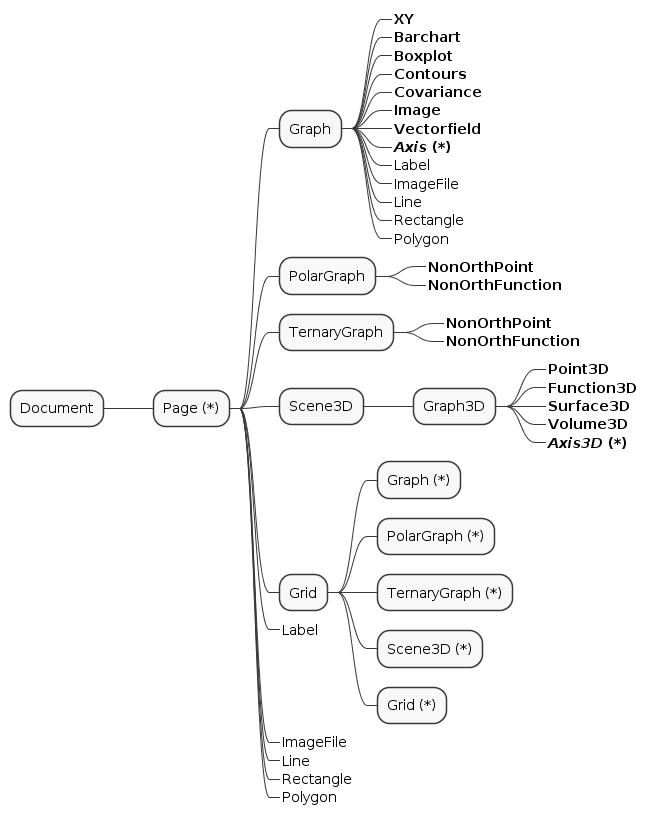 XY
Barchart
Boxplot
Contours
Covariance
Image
Vectorfield
Axis (*)
Graph
Label
ImageFile
Line
Rectangle
Polygon
PolarGraph
NonOrthPoint
NonOrthFunction
TernaryGraph
NonOrthPoint
NonOrthFunction
Document
Page (*)
Scene3D
Graph3D
Point3D
Function3D
Surface3D
Volume3D
Axis3D (*)
Grid
Graph (*)
PolarGraph (*)
TernaryGraph (*)
Scene3D (*)
Grid (*)
Label
ImageFile
Line
Rectangle
Polygon